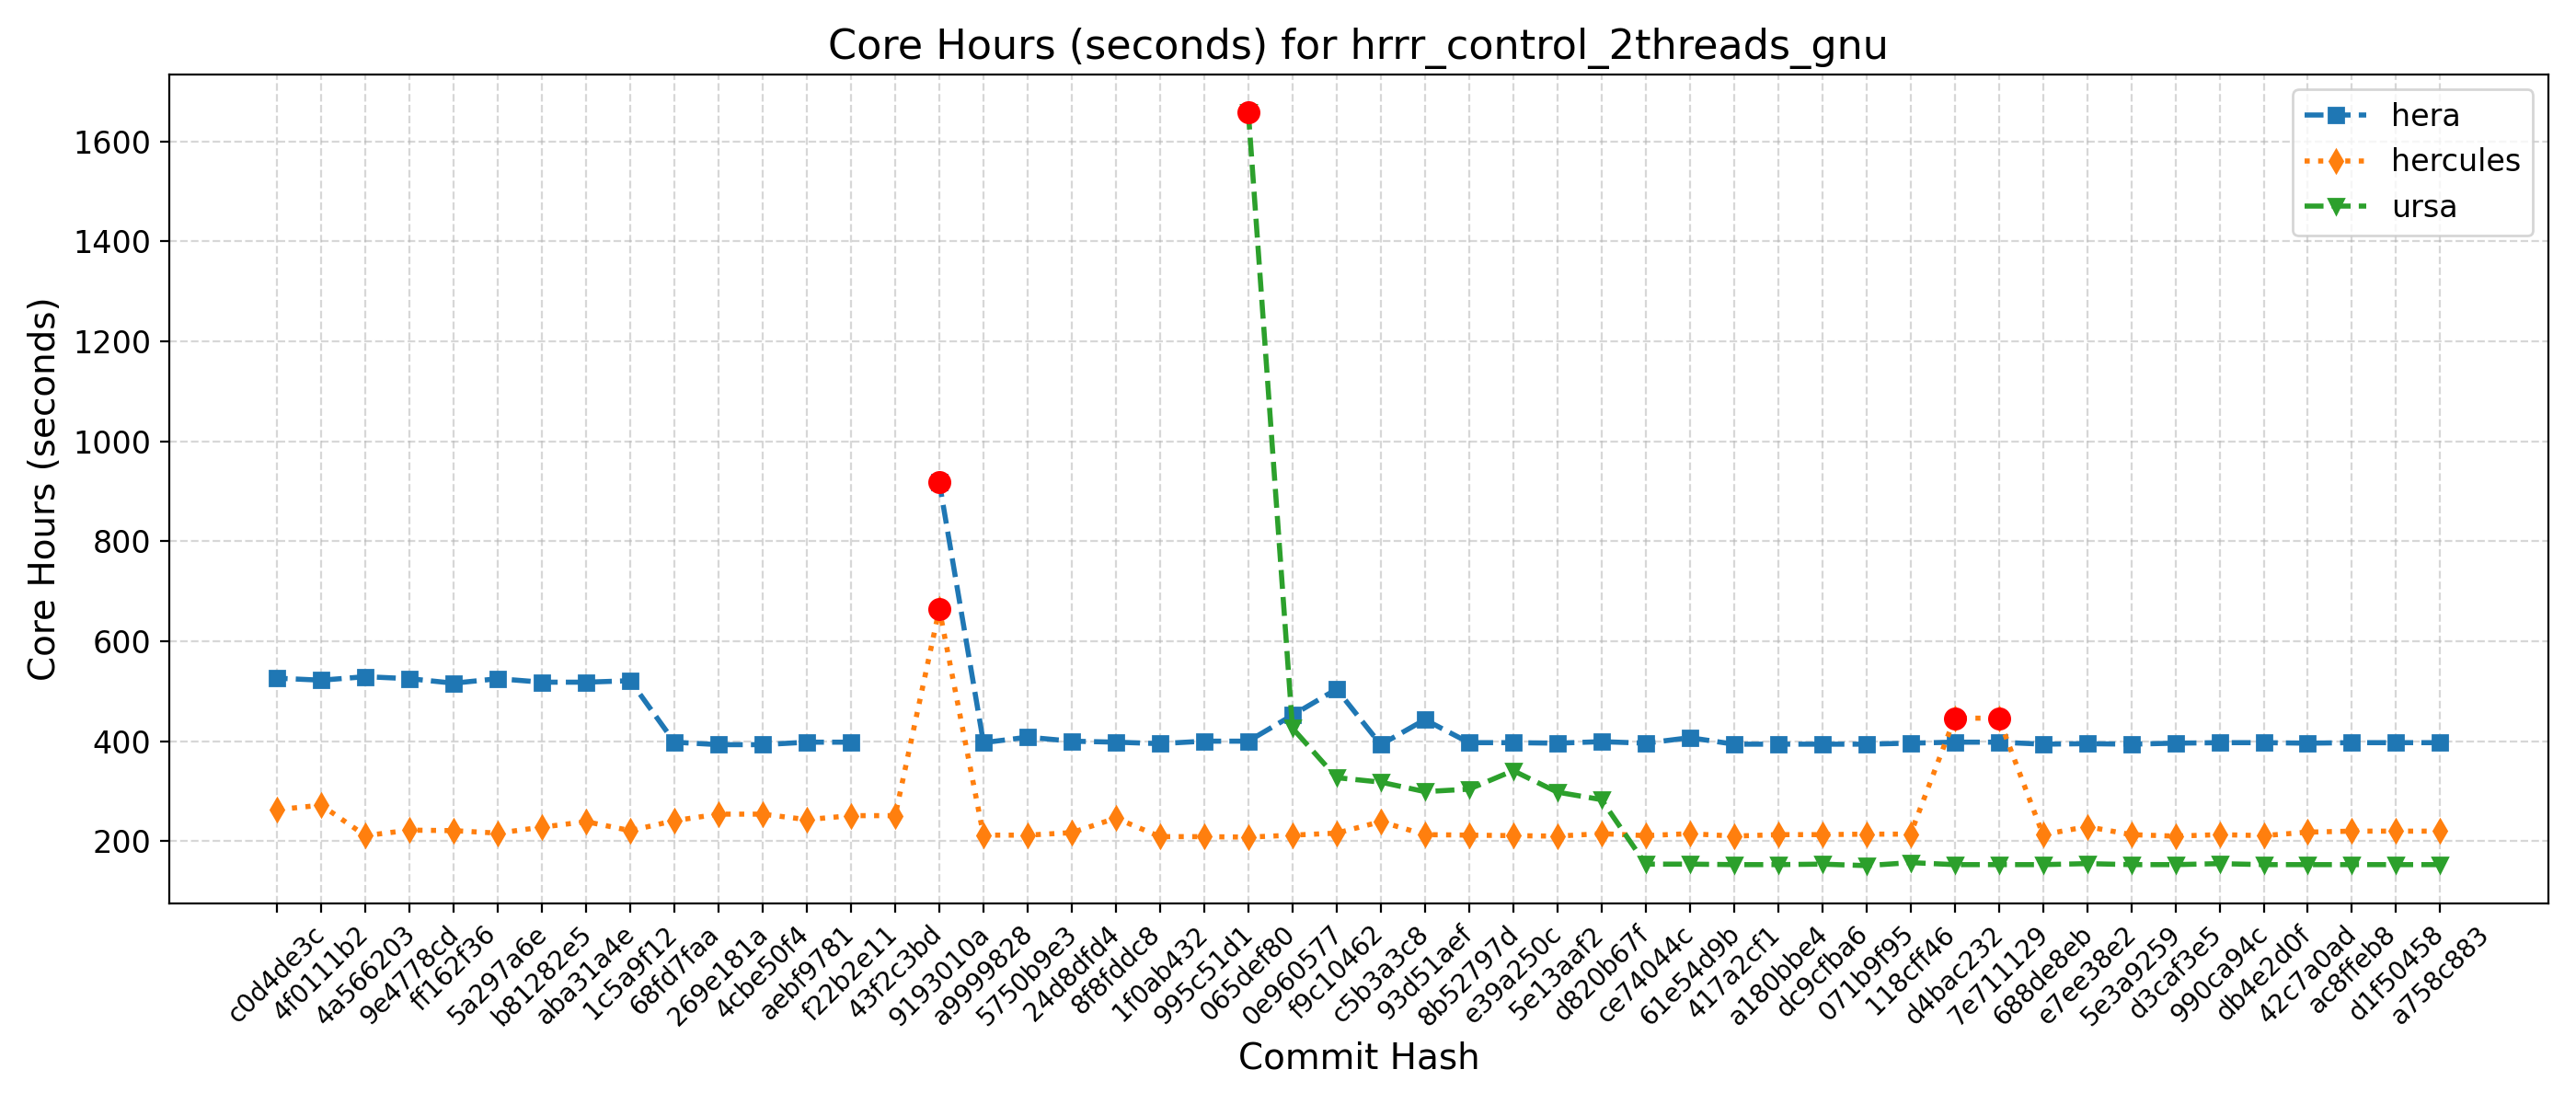 Core Hours (seconds) for hrrr_control_2threads_gnu
hera
hercules
ursa
Core Hours (seconds)
1600
1400
1200
1000
800
600
400
200
c0d4de3c
4f0111b2
4a566203
9e4778cd
ff162f36
5a297a6e
b81282e5
aba31a4e
1c5a9f12
68fd7faa
269e181a
4cbe50f4
aebf9781
f22b2e11
43f2c3bd
9193010a
a9999828
5750b9e3
24d8dfd4
8f8fddc8
1f0ab432
995c51d1
065def80
0e960577
f9c10462
c5b3a3c8
93d51aef
8b52797d
e39a250c
5e13aaf2
d820b67f
ce74044c
61e54d9b
417a2cf1
a180bbe4
dc9cfba6
071b9f95
118cff46
d4bac232
7e711129
688de8eb
e7ee38e2
5e3a9259
d3caf3e5
990ca94c
db4e2d0f
42c7a0ad
ac8ffeb8
d1f50458
a758c883
Commit Hash